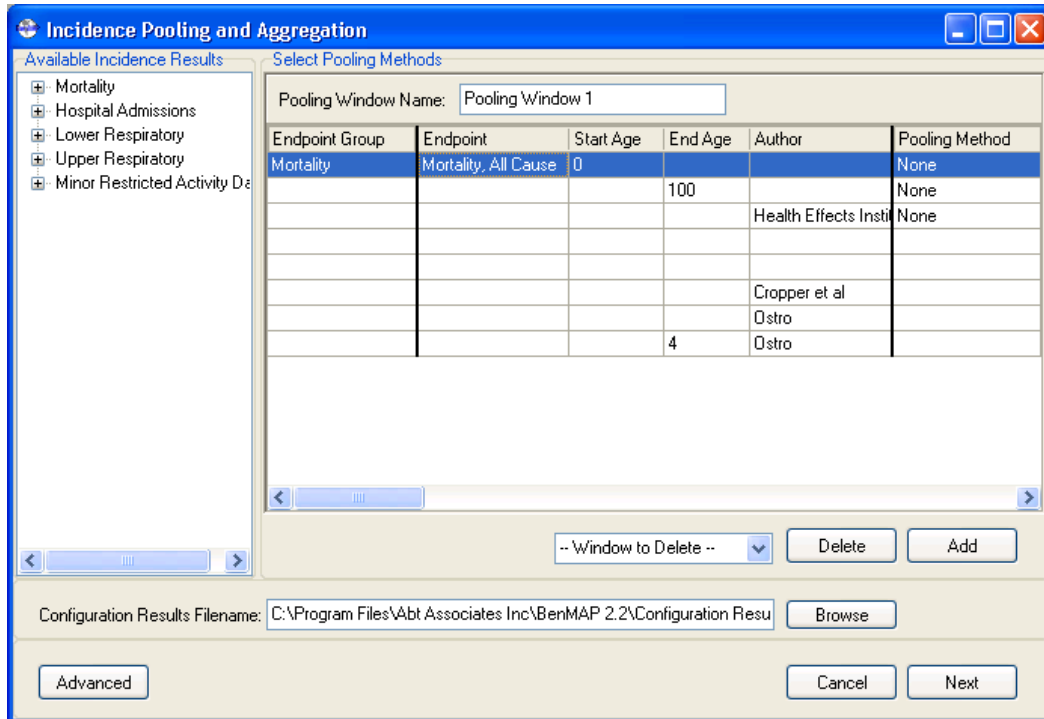 Incidence Pooling and Aggregation
Available Incidence Results
Mortality
Hospital Admissions
Lower Respiratory
Upper Respiratory
Minor Restricted Activity Da
Select Pooling Methods
Pooling Window Name: Pooling Window 1
Endpoint Group Endpoint Start Age End Age Author Pooling Method
Mortality Mortality, All Cause 0 None
100 None
Health Effects Instit None
Cropper et al
Ostro
4 Ostro
-- Window to Delete -- Delete Add
Configuration Results Filename: C:\Program Files\Abt Associates Inc\BenMAP 2.2\Configuration Resu Browse
Advanced Cancel Next